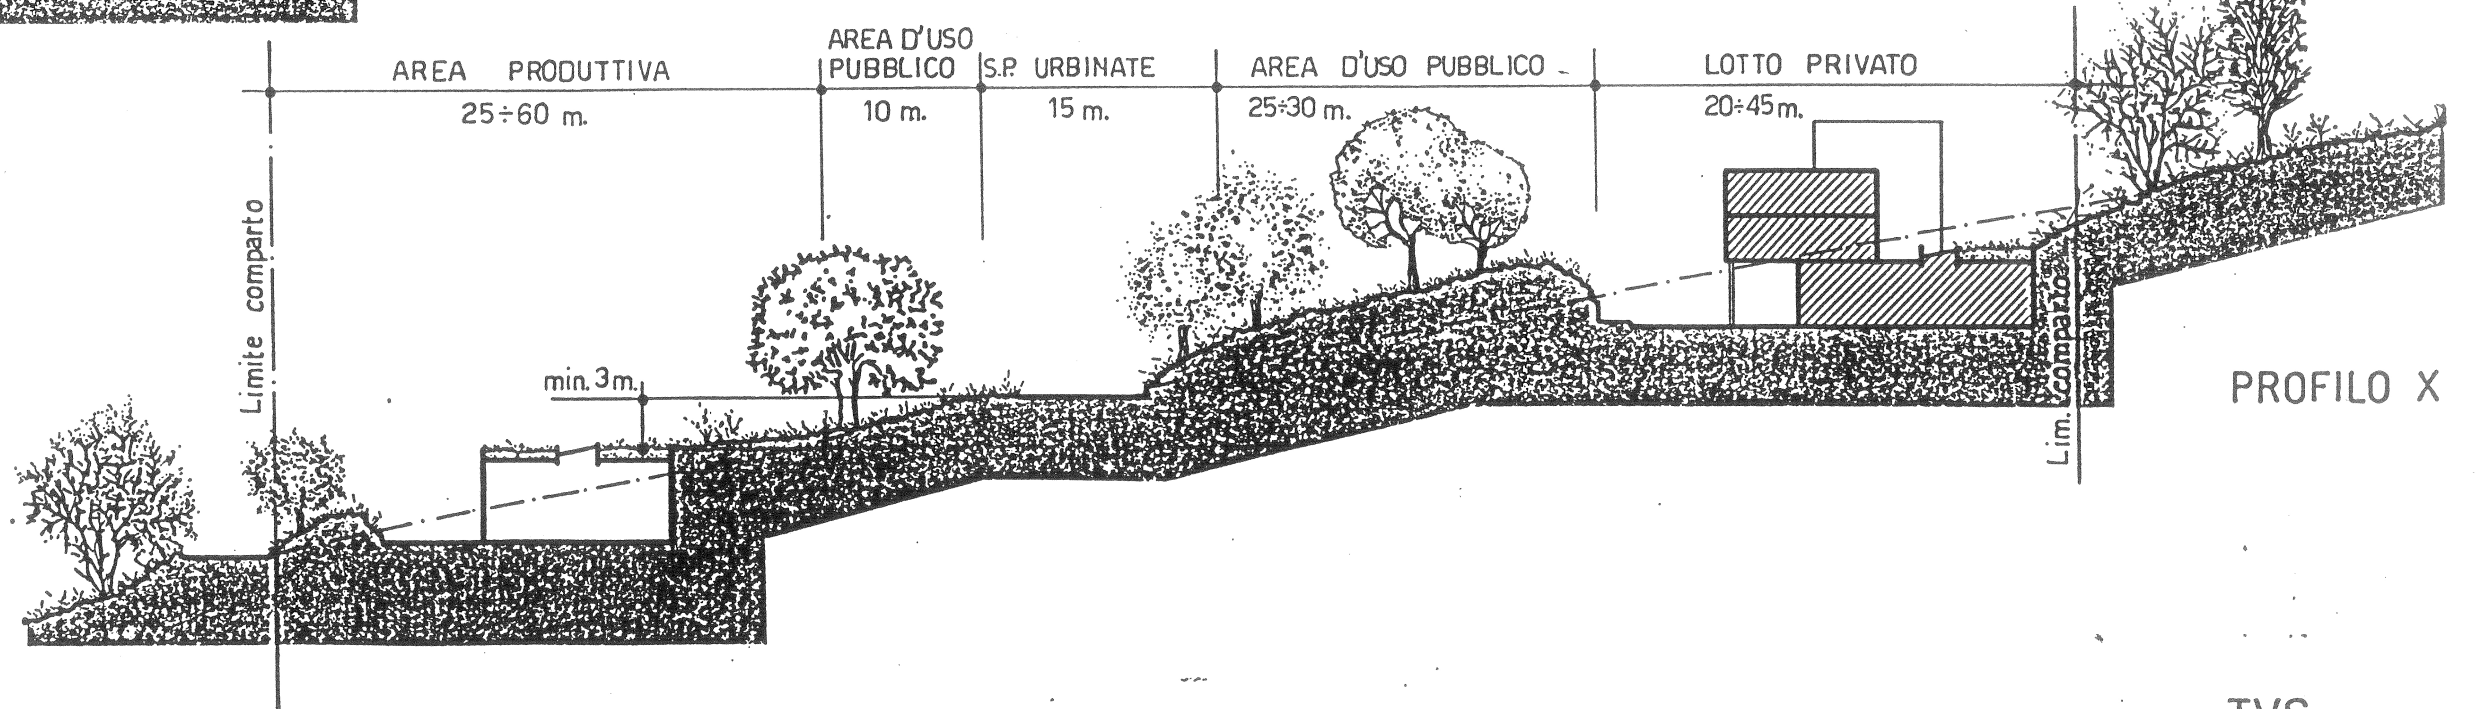 AREA PRODUTTIVA
25÷60 m.
AREA D'USO
PUBBLICO
10 m.
S.P. URBINATE
15 m.
AREA D'USO PUBBLICO
25÷30 m.
LOTTO PRIVATO
20÷45 m.
Limite comparto
min. 3 m.
Lim. comparto
PROFILO X